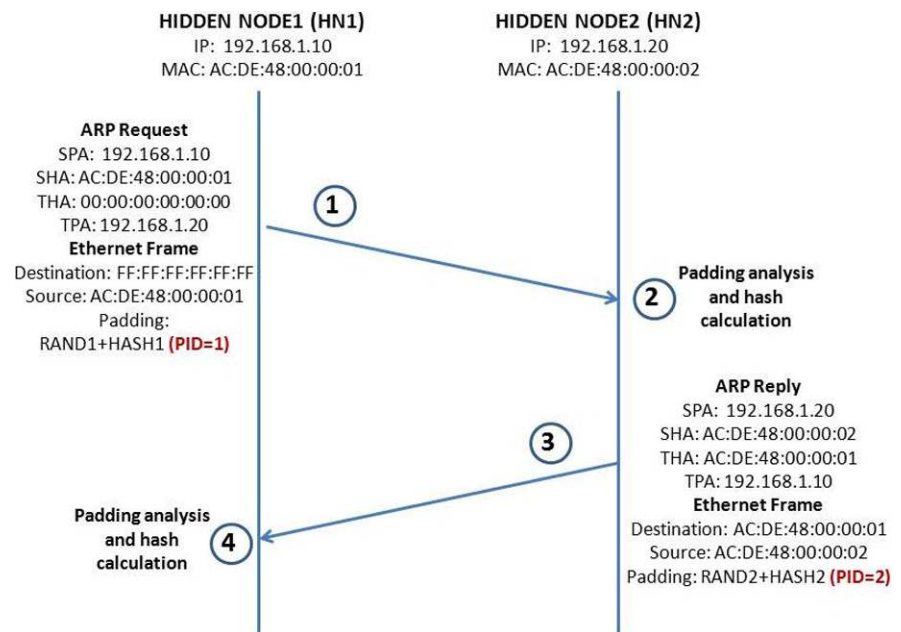 HIDDEN NODE1 (HN1)
IP: 192.168.1.10
MAC: AC:DE:48:00:00:01
HIDDEN NODE2 (HN2)
IP: 192.168.1.20
MAC: AC:DE:48:00:00:02
ARP Request
SPA: 192.168.1.10
SHA: AC:DE:48:00:00:01
THA: 00:00:00:00:00:00
TPA: 192.168.1.20
Ethernet Frame
Destination: FF:FF:FF:FF:FF:FF
Source: AC:DE:48:00:00:01
Padding:
RAND1+HASH1 (PID=1)
1
2
Padding analysis
and hash
calculation
ARP Reply
SPA: 192.168.1.20
SHA: AC:DE:48:00:00:02
THA: AC:DE:48:00:00:01
TPA: 192.168.1.10
Ethernet Frame
Destination: AC:DE:48:00:00:01
Source: AC:DE:48:00:00:02
Padding: RAND2+HASH2 (PID=2)
3
Padding analysis
and hash
calculation
4